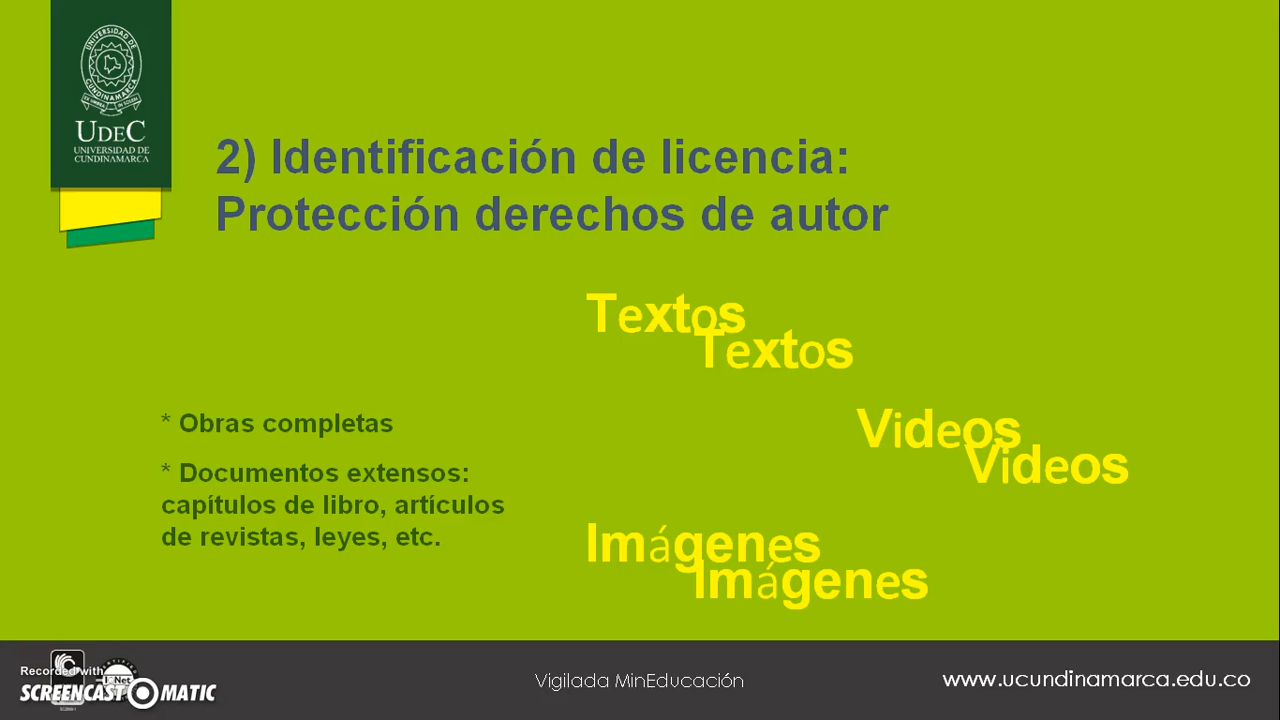 UNIVERSIDAD DE CUNDINAMARCA
UDEC
UNIVERSIDAD DE
CUNDINAMARCA
2) Identificación de licencia:
Protección derechos de autor
Textos
Textos
* Obras completas
Videos
Videos
* Documentos extensos:
capítulos de libro, artículos
de revistas, leyes, etc.
Imágenes
Imágenes
Recorded with
SCREENCAST MATIC
IQNet
Vigilada MinEducación
www.ucundinamarca.edu.co